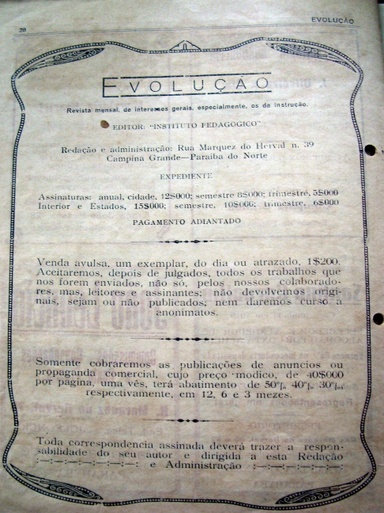 20
EVOLUÇÃO
EVOLUÇÃO
Revista mensal, de interesses gerais, especialmente, os da instrução.
EDITOR: "INSTITUTO PEDAGOGICO"
Redação e administração: Rua Marquez do Herval n. 39
Campina Grande—Paraíba do Norte
EXPEDIENTE
Assinaturas: anual, cidade, 12$000; semestre 8$000; trimestre, 5$000
Interior e Estados, 15$000; semestre, 10$000; trimestre, 6$000
PAGAMENTO ADIANTADO
Venda avulsa, um exemplar, do dia ou atrazado, 1$200.
Aceitaremos, depois de julgados, todos os trabalhos que
nos forem enviados, não só, pelos nossos colaborado-
res, mas, leitores e assinantes; não devolvemos origi-
nais, sejam ou não publicados; nem daremos curso a
anonimatos.
Somente cobraremos as publicações de anuncios ou
propaganda comercial, cujo preço modico, de 40$000
por pagina, uma vês, terá abatimento de 50%, 40%, 30%,
respectivamente, em 12, 6 e 3 mezes.
Toda correspondencia assinada deverá trazer a respon-
sabilidade do seu autor e dirigida a esta Redação
:—:—:—:—:—:—:—: e Administração :—:—:—:—:—:—:—: